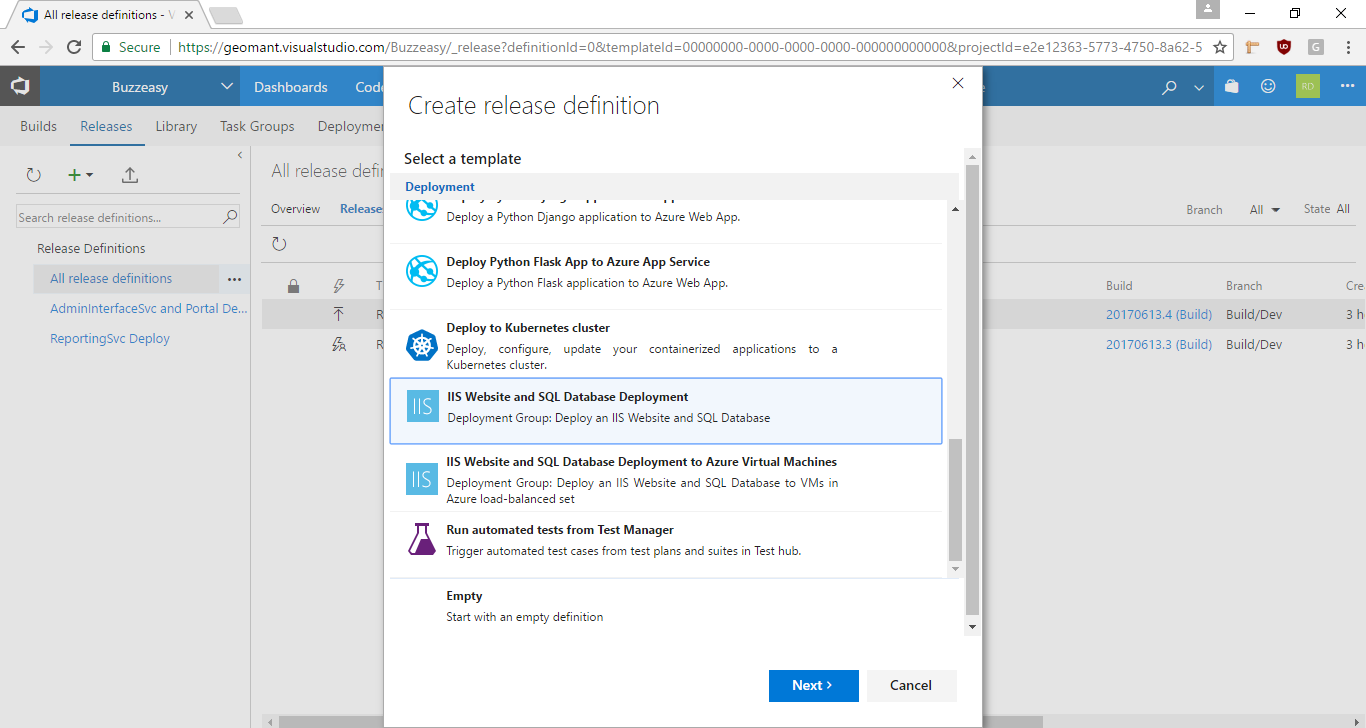 All release definitions - V
Secure
https://geomant.visualstudio.com/Buzzeasy/_release?definitionId=0&templateId=00000000-0000-0000-0000-000000000000&projectId=e2e12363-5773-4750-8a62-5
Buzzeasy
Dashboards
Code
RD
Builds
Releases
Library
Task Groups
Deploymen
Search release definitions...
Release Definitions
All release definitions
AdminInterfaceSvc and Portal De...
ReportingSvc Deploy
All release defin
Overview
Releases
Branch
All
State
All
T
Build
Branch
Cre
R
20170613.4 (Build)
Build/Dev
3 h
R
20170613.3 (Build)
Build/Dev
3 h
Create release definition
Select a template
Deployment
Deploy a Python Django application to Azure Web App.
Deploy Python Flask App to Azure App Service
Deploy a Python Flask application to Azure Web App.
Deploy to Kubernetes cluster
Deploy, configure, update your containerized applications to a
Kubernetes cluster.
IIS
IIS Website and SQL Database Deployment
Deployment Group: Deploy an IIS Website and SQL Database
IIS
IIS Website and SQL Database Deployment to Azure Virtual Machines
Deployment Group: Deploy an IIS Website and SQL Database to VMs in
Azure load-balanced set
Run automated tests from Test Manager
Trigger automated test cases from test plans and suites in Test hub.
Empty
Start with an empty definition
Next
Cancel